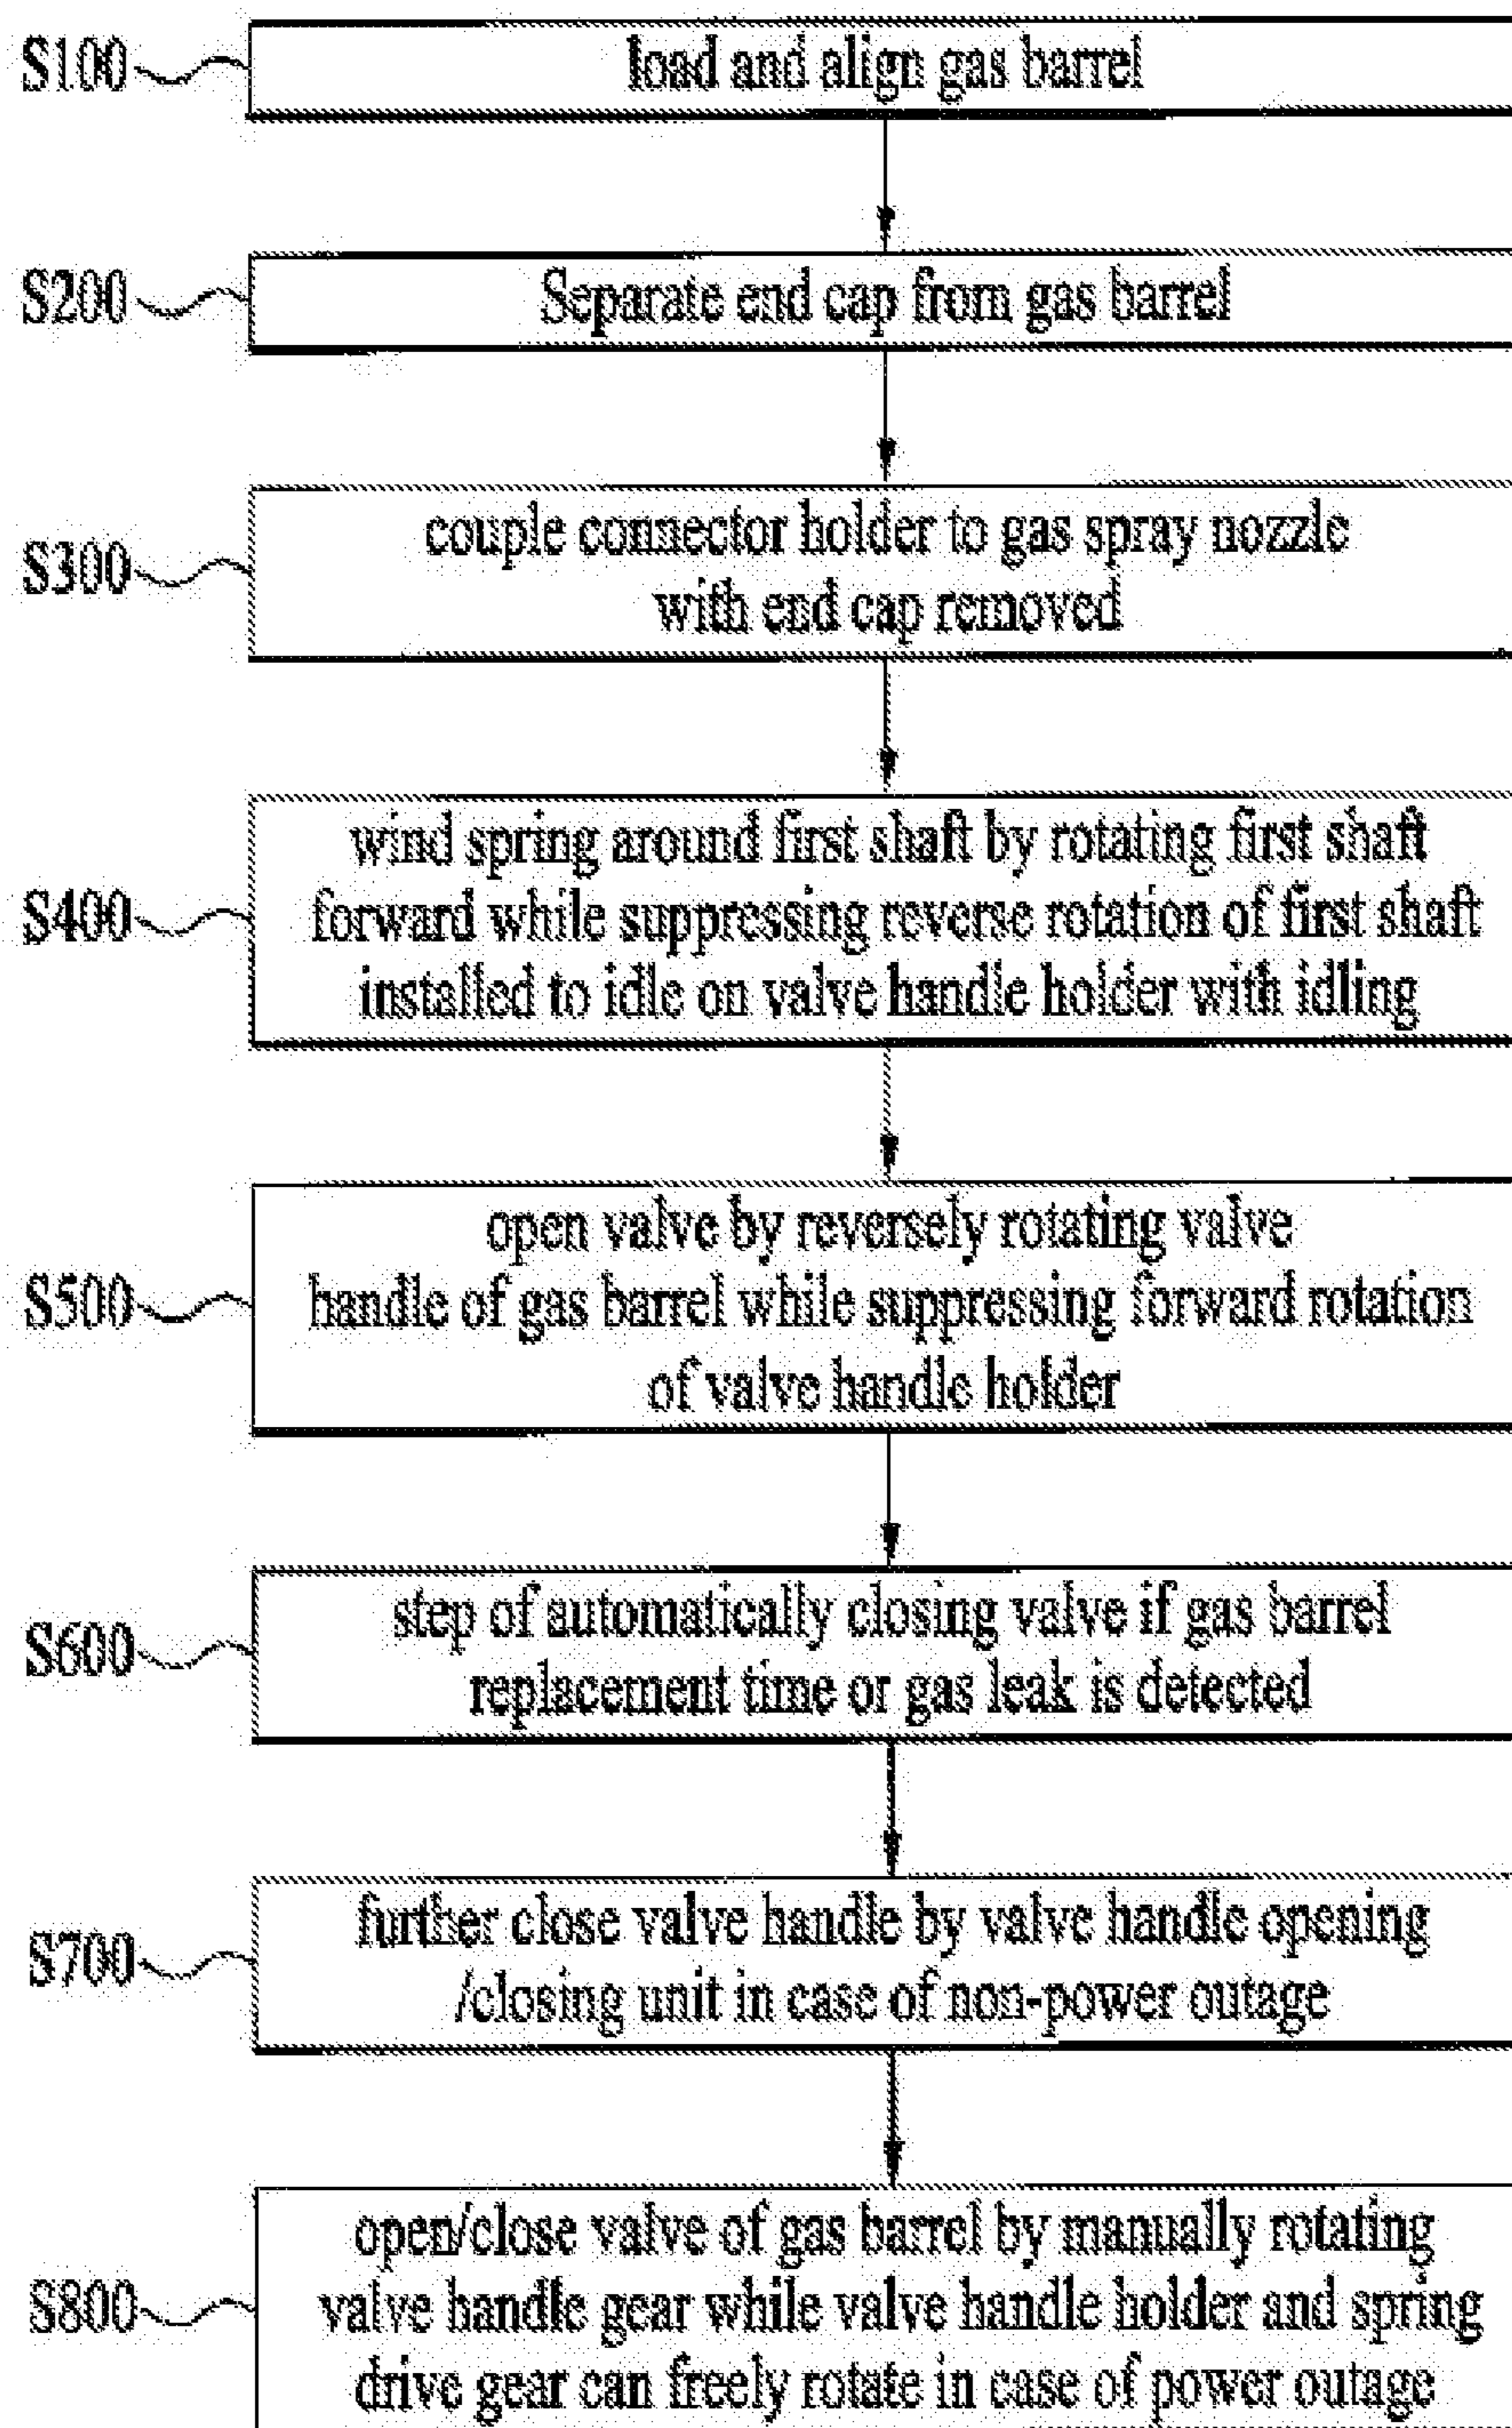 S100
load and align gas barrel
S200
Separate end cap from gas barrel
S300
couple connector holder to gas spray nozzle
with end cap removed
S400
wind spring around first shaft by rotating first shaft
forward while suppressing reverse rotation of first shaft
installed to idle on valve handle holder with idling
S500
open valve by reversely rotating valve
handle of gas barrel while suppressing forward rotation
of valve handle holder
S600
step of automatically closing valve if gas barrel
replacement time or gas leak is detected
S700
further close valve handle by valve handle opening
/closing unit in case of non-power outage
S800
open/close valve of gas barrel by manually rotating
valve handle gear while valve handle holder and spring
drive gear can freely rotate in case of power outage